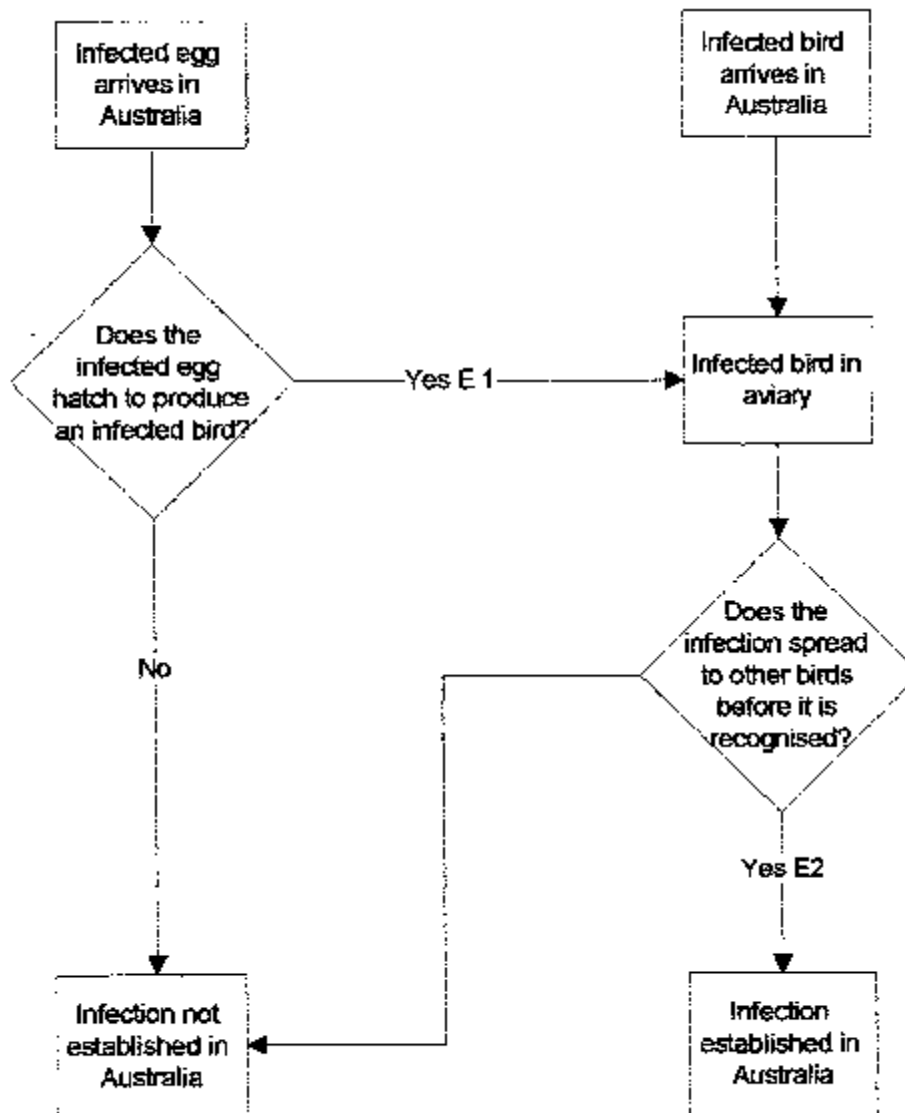 Infected egg
arrives in
Australia
Infected bird
arrives in
Australia
Does the
infected egg
hatch to produce
an infected bird?
Yes E 1
Infected bird in
aviary
Does the
infection spread
to other birds
before it is
recognised?
No
Yes E2
Infection not
established in
Australia
Infection
established in
Australia